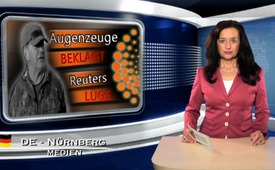 Augenzeuge
BEKLAGT
Reuters
LÜGE
DE - NÜRNBERG
MEDIEN